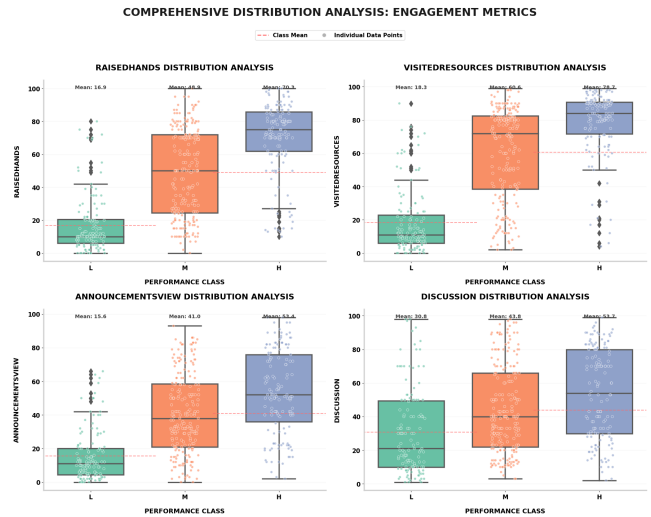 COMPREHENSIVE DISTRIBUTION ANALYSIS: ENGAGEMENT METRICS
Class Mean
Individual Data Points
RAISEDHANDS DISTRIBUTION ANALYSIS
Mean: 16.9
Mean: 48.9
Mean: 70.3
100
80
60
40
20
0
RAISEDHANDS
L
M
H
PERFORMANCE CLASS
VISITEDRESOURCES DISTRIBUTION ANALYSIS
Mean: 18.3
Mean: 60.6
Mean: 78.7
100
80
60
40
20
0
VISITEDRESOURCES
L
M
H
PERFORMANCE CLASS
ANNOUNCEMENTSVIEW DISTRIBUTION ANALYSIS
Mean: 15.6
Mean: 41.0
Mean: 53.4
100
80
60
40
20
0
ANNOUNCEMENTSVIEW
L
M
H
PERFORMANCE CLASS
DISCUSSION DISTRIBUTION ANALYSIS
Mean: 30.8
Mean: 43.8
Mean: 53.7
100
80
60
40
20
0
DISCUSSION
L
M
H
PERFORMANCE CLASS